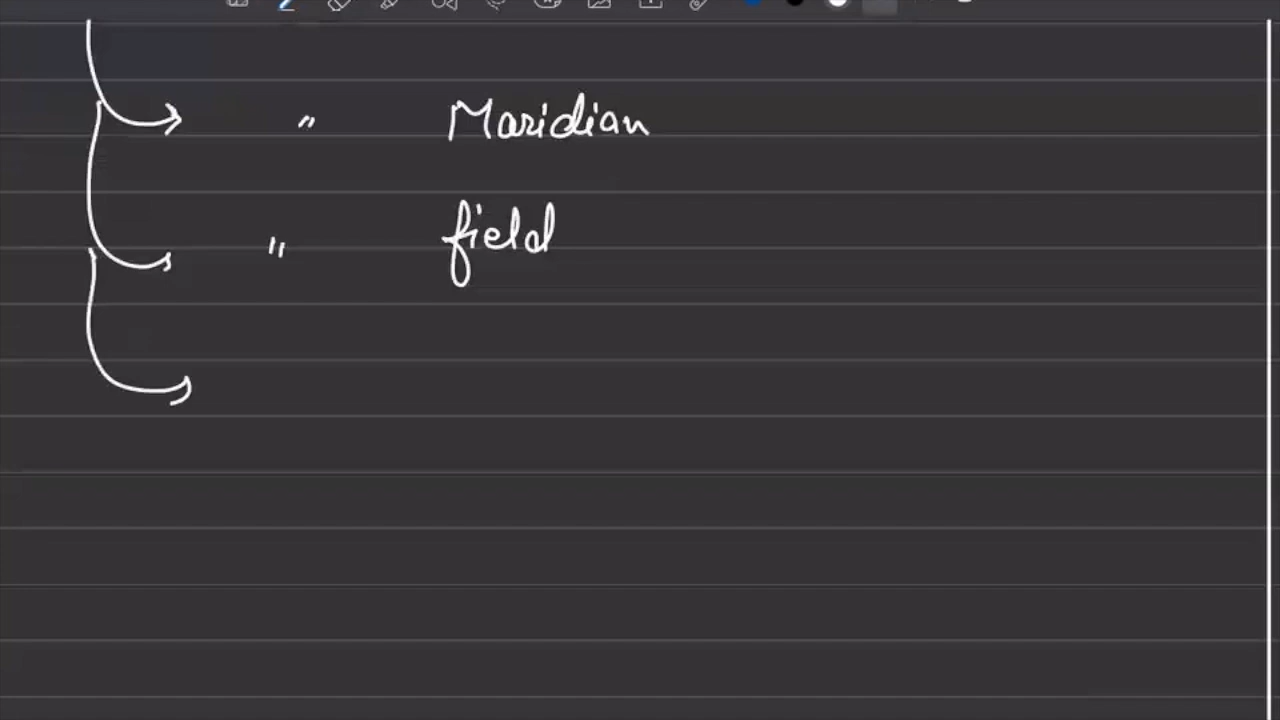 → " Maridian
→ " field
→